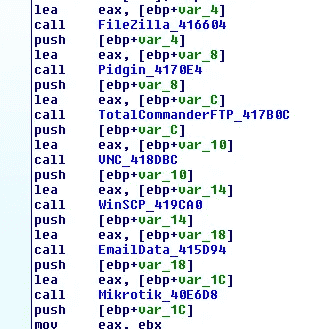 lea eax, [ebp+var_4]
call FileZilla_416604
push [ebp+var_4]
lea eax, [ebp+var_8]
call Pidgin_4170E4
push [ebp+var_8]
lea eax, [ebp+var_C]
call TotalCommanderFTP_417B0C
push [ebp+var_C]
lea eax, [ebp+var_10]
call VNC_418DBC
push [ebp+var_10]
lea eax, [ebp+var_14]
call WinSCP_419CA0
push [ebp+var_14]
lea eax, [ebp+var_18]
call EmailData_415D94
push [ebp+var_18]
lea eax, [ebp+var_1C]
call Mikrotik_40E6D8
push [ebp+var_1C]
mov eax, ebx